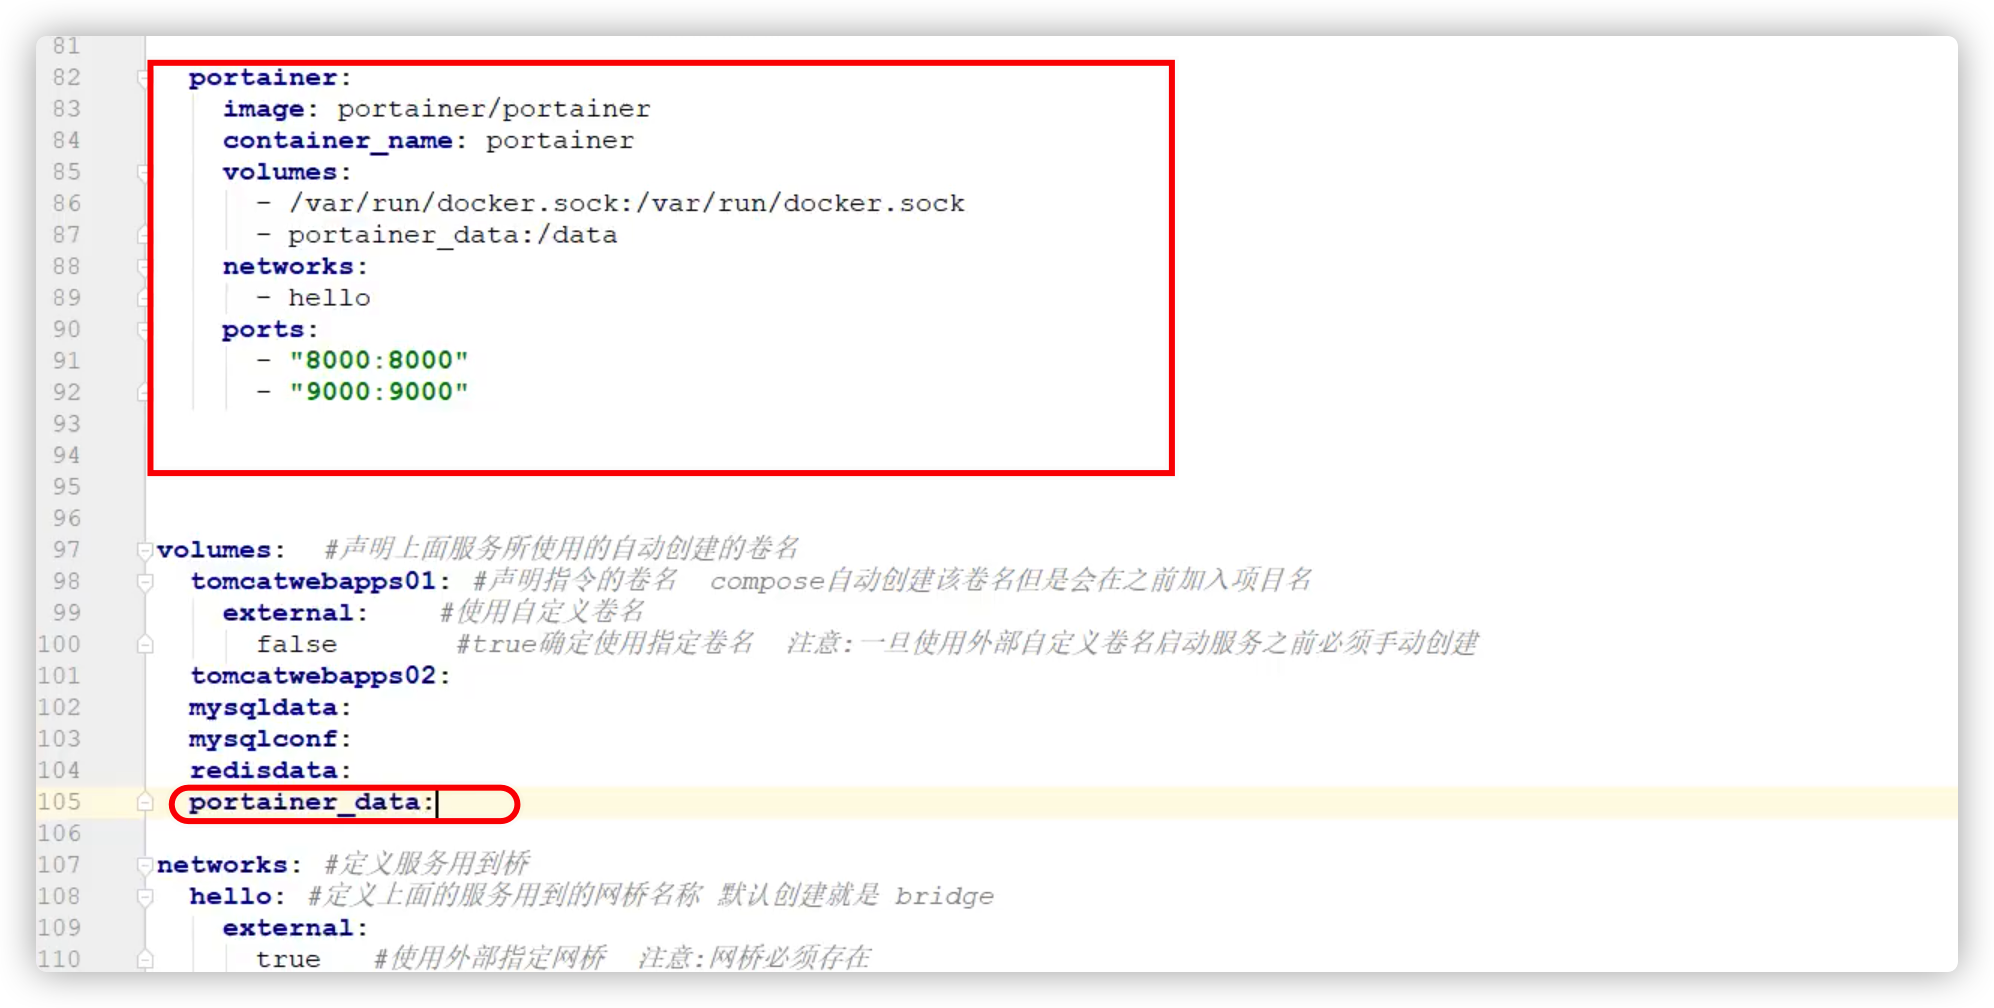 81
82 portainer:
83 image: portainer/portainer
84 container_name: portainer
85 volumes:
86 - /var/run/docker.sock:/var/run/docker.sock
87 - portainer_data:/data
88 networks:
89 - hello
90 ports:
91 - "8000:8000"
92 - "9000:9000"
93
94
95
96
97 volumes: #声明上面服务所使用的自动创建的卷名
98 tomcatwebapps01: #声明指令的卷名 compose自动创建该卷名但是会在之前加入项目名
99 external: #使用自定义卷名
100 false #true确定使用指定卷名 注意:一旦使用外部自定义卷名启动服务之前必须手动创建
101 tomcatwebapps02:
102 mysqldata:
103 mysqlconf:
104 redisdata:
105 portainer_data:
106
107 networks: #定义服务用到桥
108 hello: #定义上面的服务用到的网桥名称 默认创建就是 bridge
109 external:
110 true #使用外部指定网桥 注意:网桥必须存在